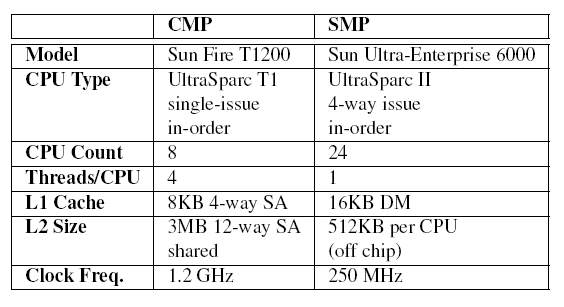 CMP SMP
Model Sun Fire T1200 Sun Ultra-Enterprise 6000
CPU Type UltraSparc T1 UltraSparc II
single-issue 4-way issue
in-order in-order
CPU Count 8 24
Threads/CPU 4 1
L1 Cache 8KB 4-way SA 16KB DM
L2 Size 3MB 12-way SA 512KB per CPU
shared (off chip)
Clock Freq. 1.2 GHz 250 MHz